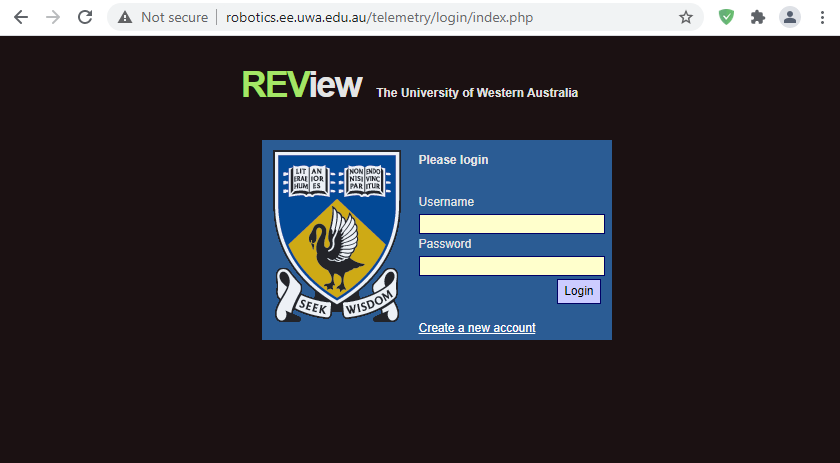 Not secure robotics.ee.uwa.edu.au/telemetry/login/index.php
REView The University of Western Australia
Please login
LIT AN NON ENDO
ERAE IOR NISI VINC
HUM ES PAR ITUR
Username
Password
Login
SEEK WISDOM
Create a new account